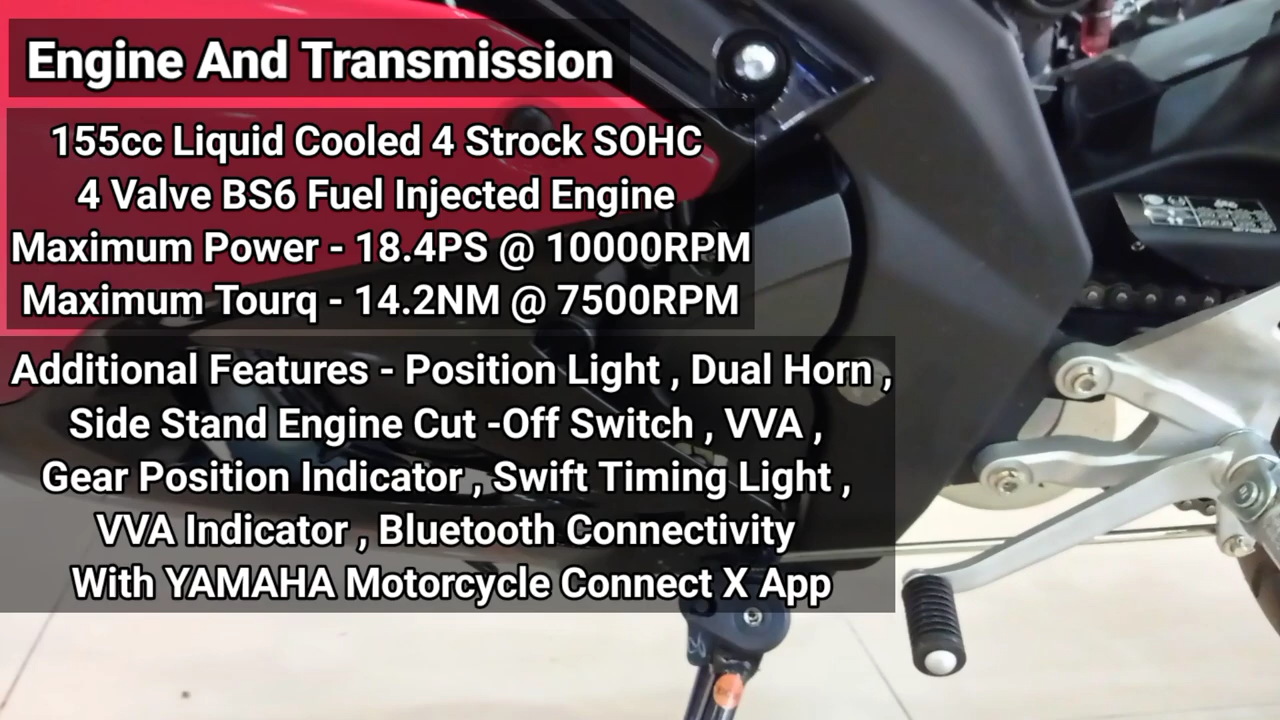 Engine And Transmission
155cc Liquid Cooled 4 Strock SOHC
4 Valve BS6 Fuel Injected Engine
Maximum Power - 18.4PS @ 10000RPM
Maximum Tourq - 14.2NM @ 7500RPM
Additional Features - Position Light , Dual Horn ,
Side Stand Engine Cut -Off Switch , VVA ,
Gear Position Indicator , Swift Timing Light ,
VVA Indicator , Bluetooth Connectivity
With YAMAHA Motorcycle Connect X App